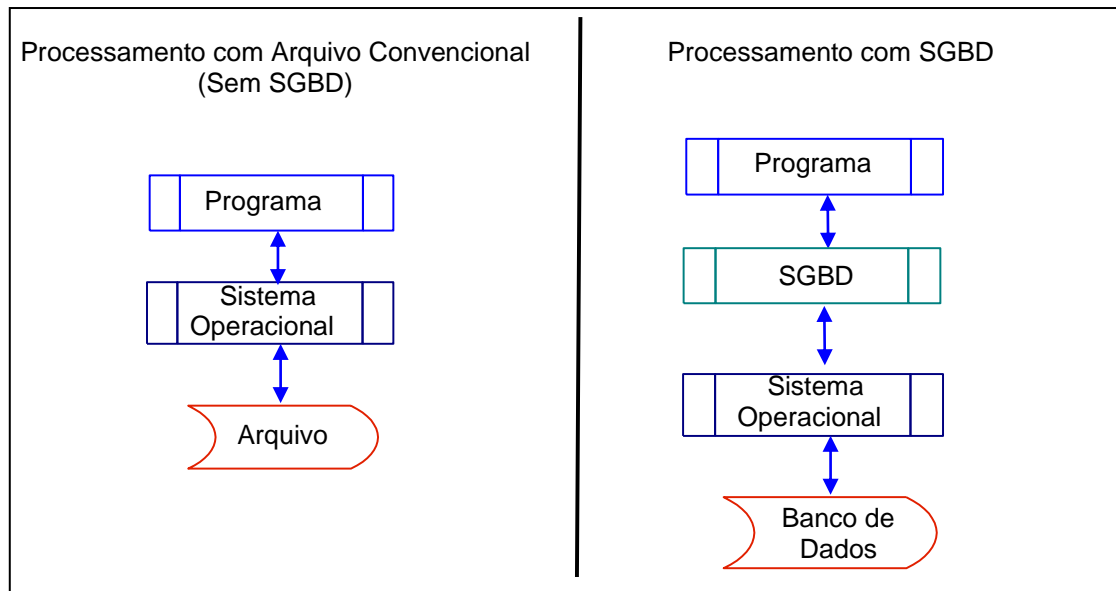 Processamento com Arquivo Convencional
(Sem SGBD)
Programa
Sistema
Operacional
Arquivo
Processamento com SGBD
Programa
SGBD
Sistema
Operacional
Banco de
Dados